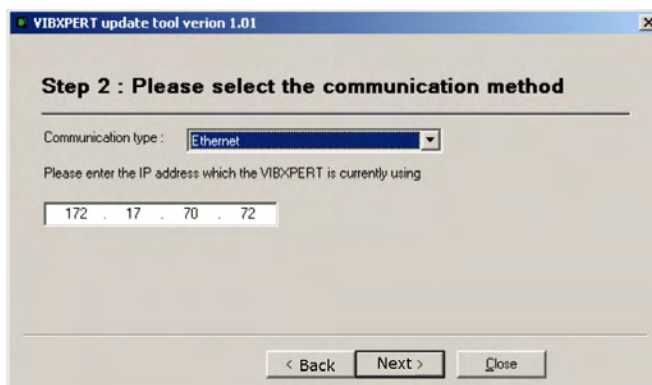 VIBXPERT update tool verion 1.01
Step 2 : Please select the communication method
Communication type : Ethernet
Please enter the IP address which the VIBXPERT is currently using
172 . 17 . 70 . 72
< Back Next > Close